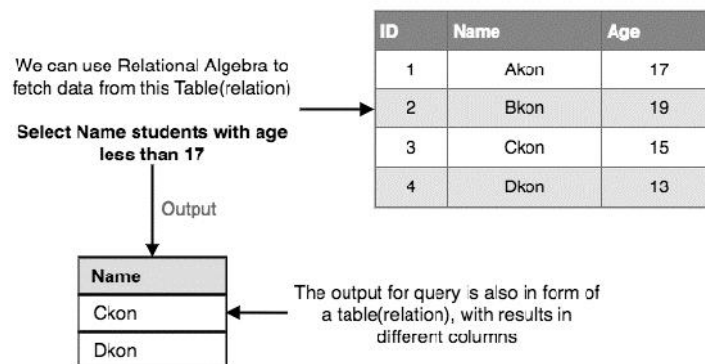 We can use Relational Algebra to
fetch data from this Table(relation)
Select Name students with age
less than 17
ID Name Age
1 Akon 17
2 Bkon 19
3 Ckon 15
4 Dkon 13
Output
Name
Ckon
Dkon
The output for query is also in form of
a table(relation), with results in
different columns